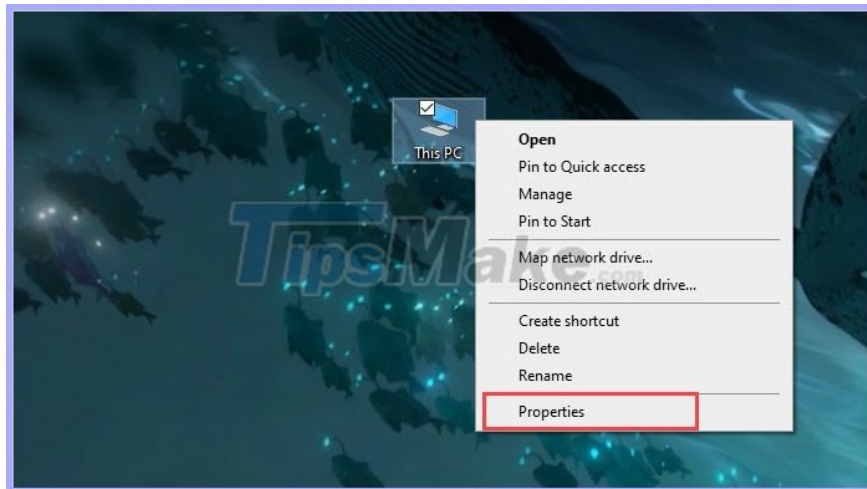 This PC
Open
Pin to Quick access
Manage
Pin to Start
Map network drive...
Disconnect network drive...
Create shortcut
Delete
Rename
Properties
TipsMake.com